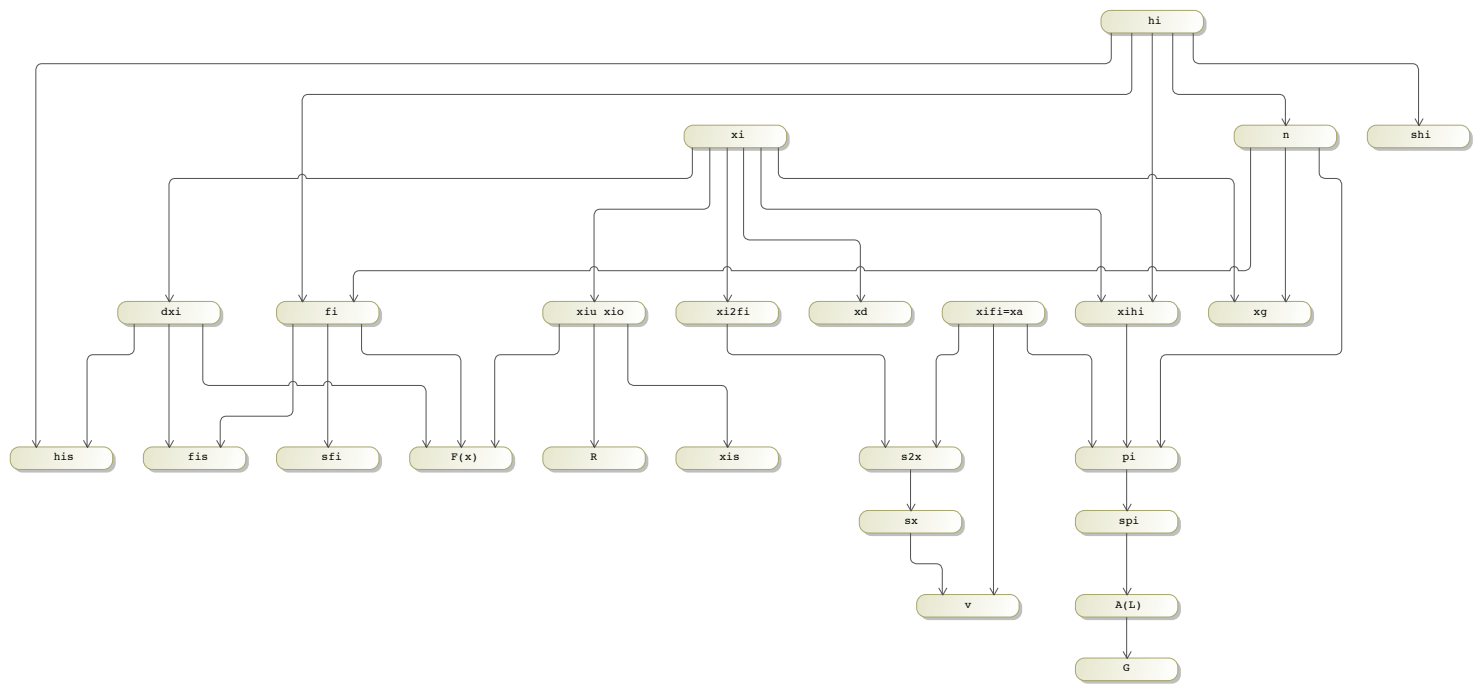 hi
xi
n
shi
dxi
fi
xiu xio
xi2fi
xd
xifi=xa
xihi
xg
his
fis
sfi
F(x)
R
xis
s2x
pi
sx
spi
v
A(L)
G